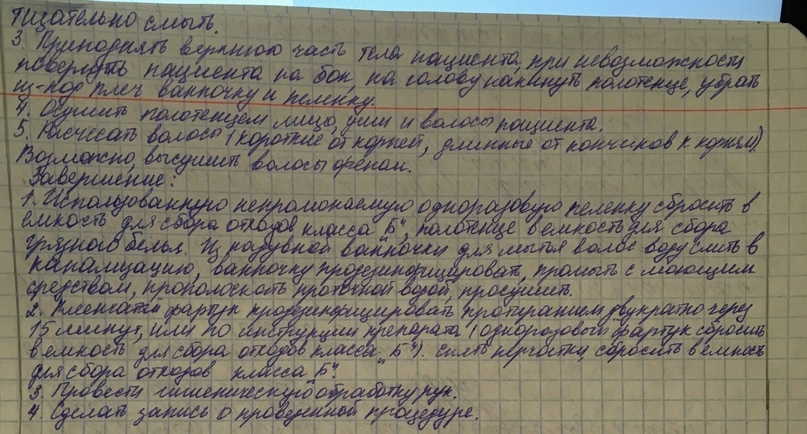 тщательно смыть.
3. Приподнять верхнюю часть тела пациента, при невозможности
повернуть пациента на бок, на голову накинуть полотенце, убрать
из-под плеч ванночку и пеленку.
4. Осушить полотенцем лицо, уши и волосы пациента.
5. Расчесать волосы (короткие от корней, длинные от кончиков к корням)
Возможно, высушить волосы феном.
Завершение:
1. Использованную непромокаемую одноразовую пеленку сбросить в
емкость для сбора отходов класса "Б", полотенце в емкость для сбора
грязного белья. Из надувной ванночки для мытья волос воду слить в
канализацию, ванночку продезинфицировать, промыть с моющим
средством, прополоскать проточной водой, просушить.
2. Клеенчатый фартук продезинфицировать протиранием двукратно через
15 минут, или по инструкции препарата (одноразовый фартук сбросить
в емкость для сбора отходов класса "Б"). Снять перчатки, сбросить в емкость
для сбора отходов класса "Б"
3. Провести гигиеническую обработку рук.
4. Сделать запись о проведенной процедуре.